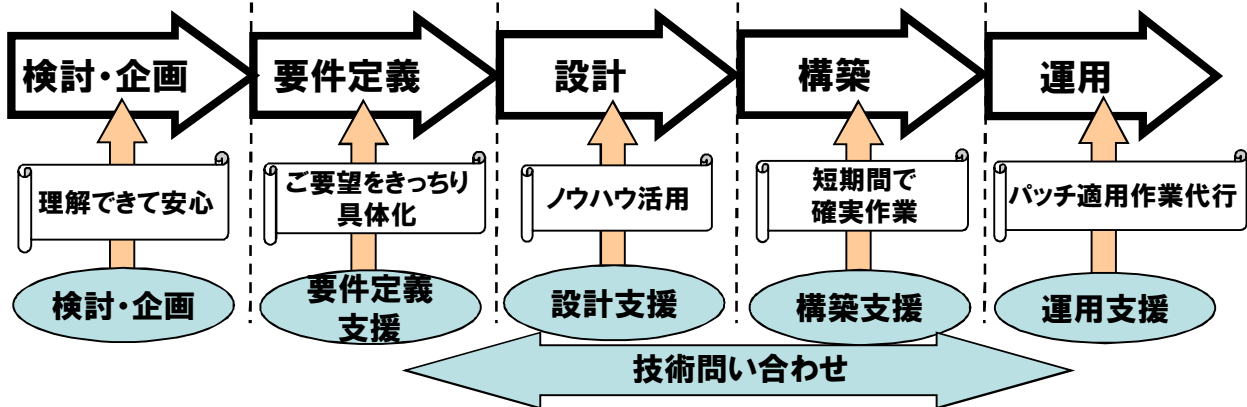 検討・企画
要件定義
設計
構築
運用
理解できて安心
ご要望をきっちり
具体化
ノウハウ活用
短期間で
確実作業
パッチ適用作業代行
検討・企画
要件定義
支援
設計支援
構築支援
運用支援
技術問い合わせ